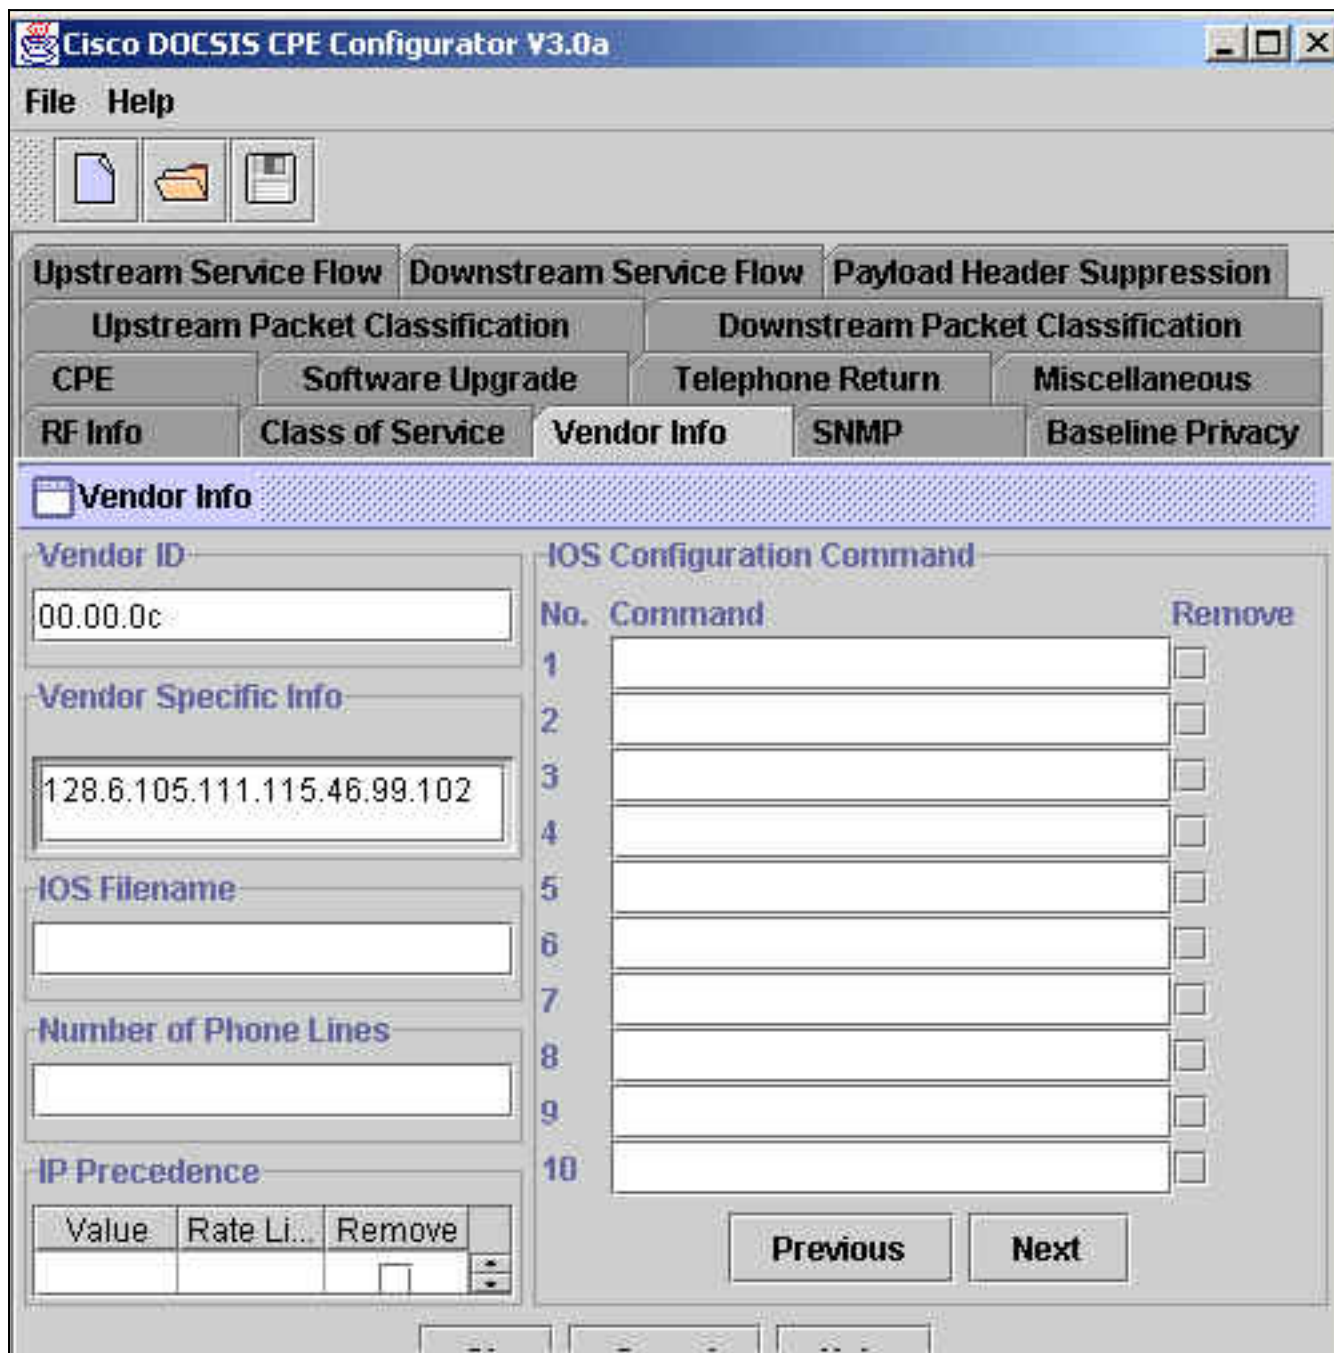 Cisco DOCSIS CPE Configurator V3.0a
File Help
Upstream Service Flow Downstream Service Flow Payload Header Suppression
Upstream Packet Classification Downstream Packet Classification
CPE Software Upgrade Telephone Return Miscellaneous
RF Info Class of Service Vendor Info SNMP Baseline Privacy
Vendor Info
Vendor ID
00.00.0c
Vendor Specific Info
128.6.105.111.115.46.99.102
IOS Filename
Number of Phone Lines
IP Precedence
Value Rate Li... Remove
IOS Configuration Command
No. Command Remove
1
2
3
4
5
6
7
8
9
10
Previous Next